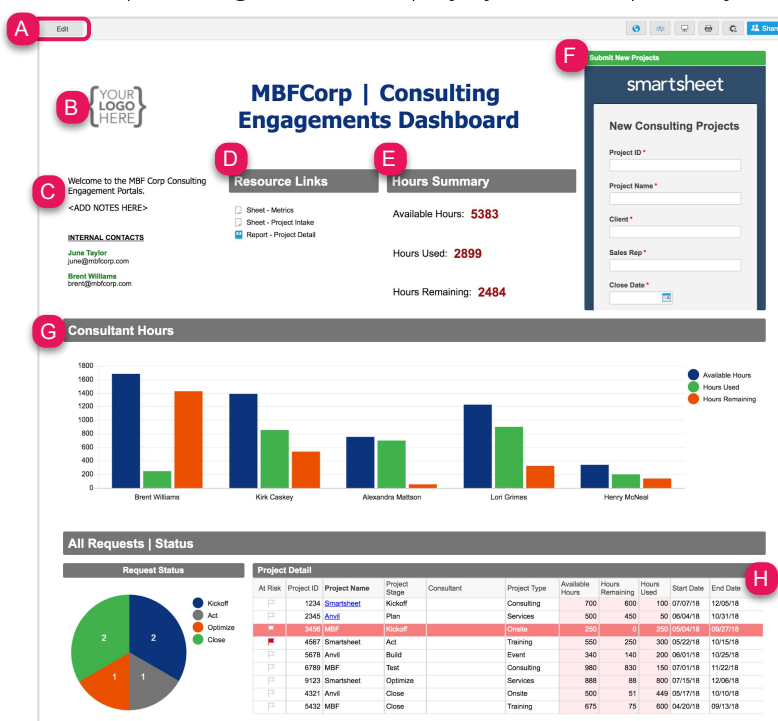 A
Edit
Share
B
{YOUR
LOGO
HERE}
MBFCorp | Consulting
Engagements Dashboard
F
Submit New Projects
smartsheet
New Consulting Projects
Project ID *
Project Name *
Client *
Sales Rep *
Close Date *
C
Welcome to the MBF Corp Consulting
Engagement Portals.
<ADD NOTES HERE>
INTERNAL CONTACTS
June Taylor
june@mbfcorp.com
Brent Williams
brent@mbfcorp.com
D
Resource Links
Sheet - Metrics
Sheet - Project Intake
Report - Project Detail
E
Hours Summary
Available Hours: 5383
Hours Used: 2899
Hours Remaining: 2484
G
Consultant Hours
1800
1600
1400
1200
1000
800
600
400
200
0
Brent Williams Kirk Caskey Alexandra Mattson Lori Grimes Henry McNeal
Available Hours
Hours Used
Hours Remaining
All Requests | Status
Request Status
2 2
1 1
Kickoff
Act
Optimize
Close
Project Detail
H
At Risk Project ID Project Name Project Stage Consultant Project Type Available Hours Hours Remaining Hours Used Start Date End Date
1234 Smartsheet Kickoff Consulting 700 600 100 07/07/18 12/05/18
2345 Anvil Plan Services 500 450 50 06/04/18 10/31/18
3456 MBF Kickoff Onsite 250 0 250 05/04/18 09/27/18
4567 Smartsheet Act Training 550 250 300 05/22/18 10/15/18
5678 Anvil Build Event 340 140 200 06/01/18 10/25/18
6789 MBF Test Consulting 980 830 150 07/01/18 11/22/18
9123 Smartsheet Optimize Services 888 88 800 07/15/18 12/06/18
4321 Anvil Close Onsite 500 51 449 05/17/18 10/10/18
5432 MBF Close Training 675 75 600 04/20/18 09/13/18